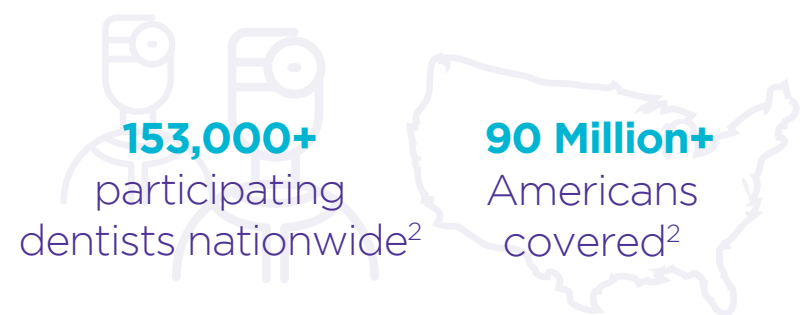 153,000+
participating
dentists nationwide²
90 Million+
Americans
covered²